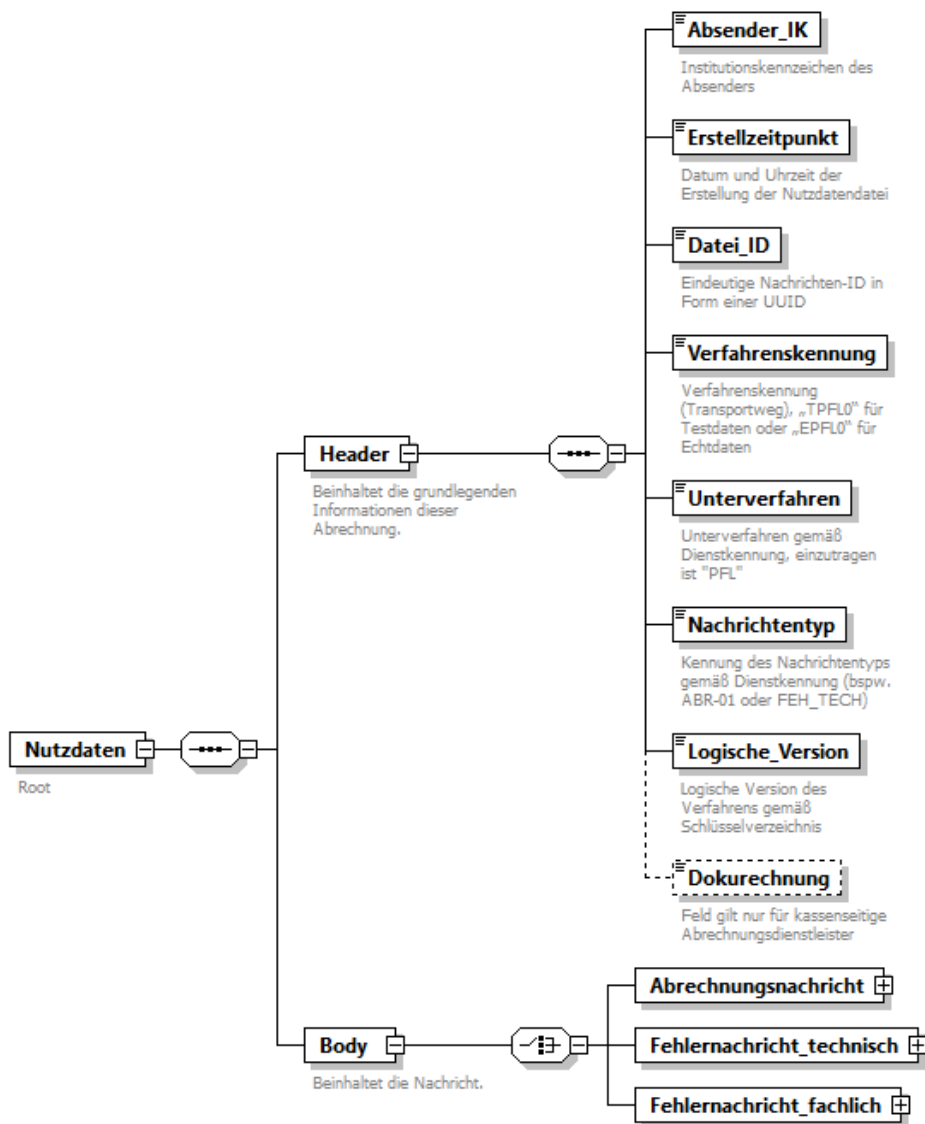 Absender_IK
Institutionskennzeichen des
Absenders
Erstellzeitpunkt
Datum und Uhrzeit der
Erstellung der Nutzdatendatei
Datei_ID
Eindeutige Nachrichten-ID in
Form einer UUID
Verfahrenskennung
Verfahrenskennung
(Transportweg), „TPFL0“ für
Testdaten oder „EPFL0“ für
Echtdaten
Header
Beinhaltet die grundlegenden
Informationen dieser
Abrechnung.
Unterverfahren
Unterverfahren gemäß
Dienstkennung, einzutragen
ist "PFL"
Nachrichtentyp
Kennung des Nachrichtentyps
gemäß Dienstkennung (bspw.
ABR-01 oder FEH_TECH)
Nutzdaten
Root
Logische_Version
Logische Version des
Verfahrens gemäß
Schlüsselverzeichnis
Dokurechnung
Feld gilt nur für kassenseitige
Abrechnungsdienstleister
Body
Beinhaltet die Nachricht.
Abrechnungsnachricht
Fehlernachricht_technisch
Fehlernachricht_fachlich